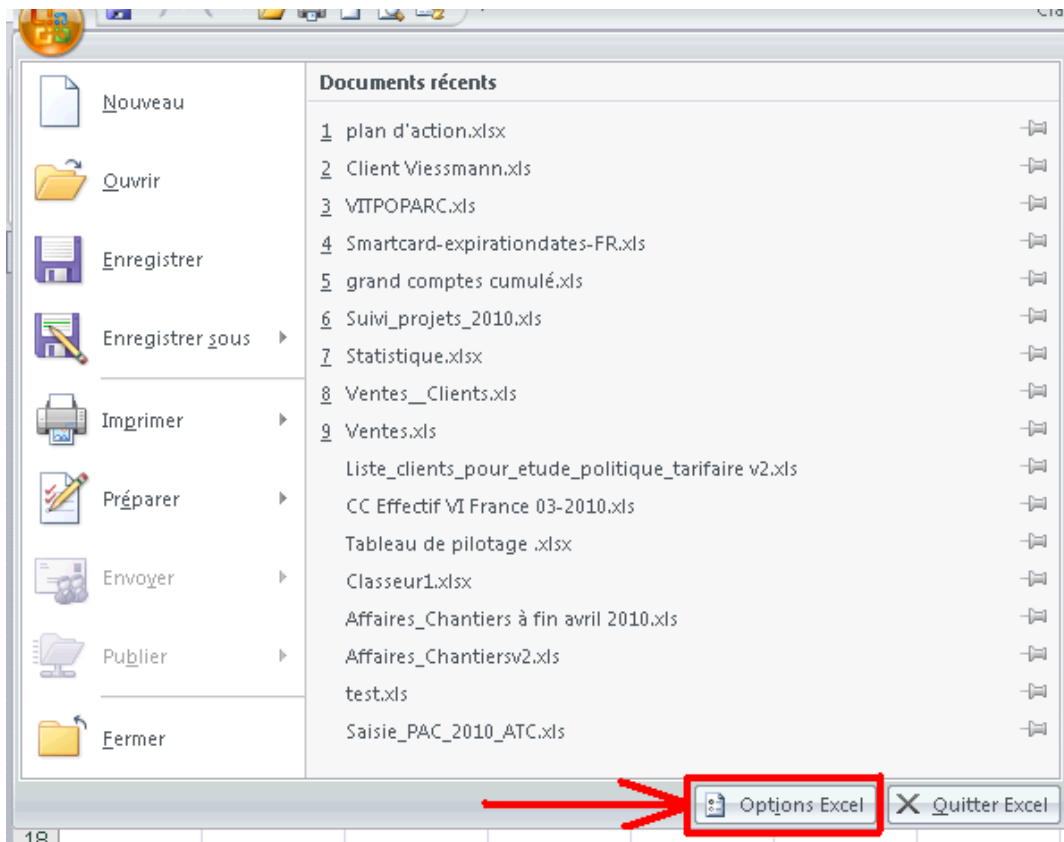 Nouveau
Ouvrir
Enregistrer
Enregistrer sous
Imprimer
Préparer
Envoyer
Publier
Fermer
Documents récents
1 plan d'action.xlsx
2 Client Viessmann.xls
3 VITPOPARC.xls
4 Smartcard-expirationdates-FR.xls
5 grand comptes cumulé.xls
6 Suivi_projets_2010.xls
7 Statistique.xlsx
8 Ventes__Clients.xls
9 Ventes.xls
Liste_clients_pour_etude_politique_tarifaire v2.xls
CC Effectif VI France 03-2010.xls
Tableau de pilotage .xlsx
Classeur1.xlsx
Affaires_Chantiers à fin avril 2010.xls
Affaires_Chantiersv2.xls
test.xls
Saisie_PAC_2010_ATC.xls
Options Excel
Quitter Excel
18